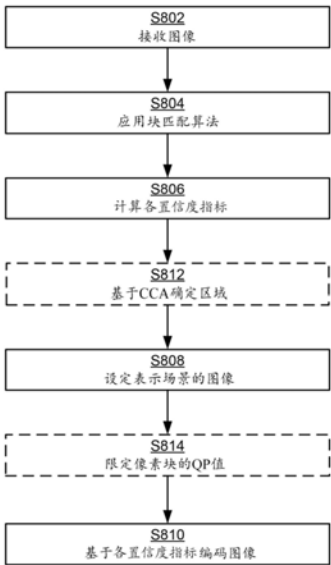 S802
接收图像
S804
应用块匹配算法
S806
计算各置信度指标
S812
基于CCA确定区域
S808
设定表示场景的图像
S814
限定像素块的QP值
S810
基于各置信度指标编码图像